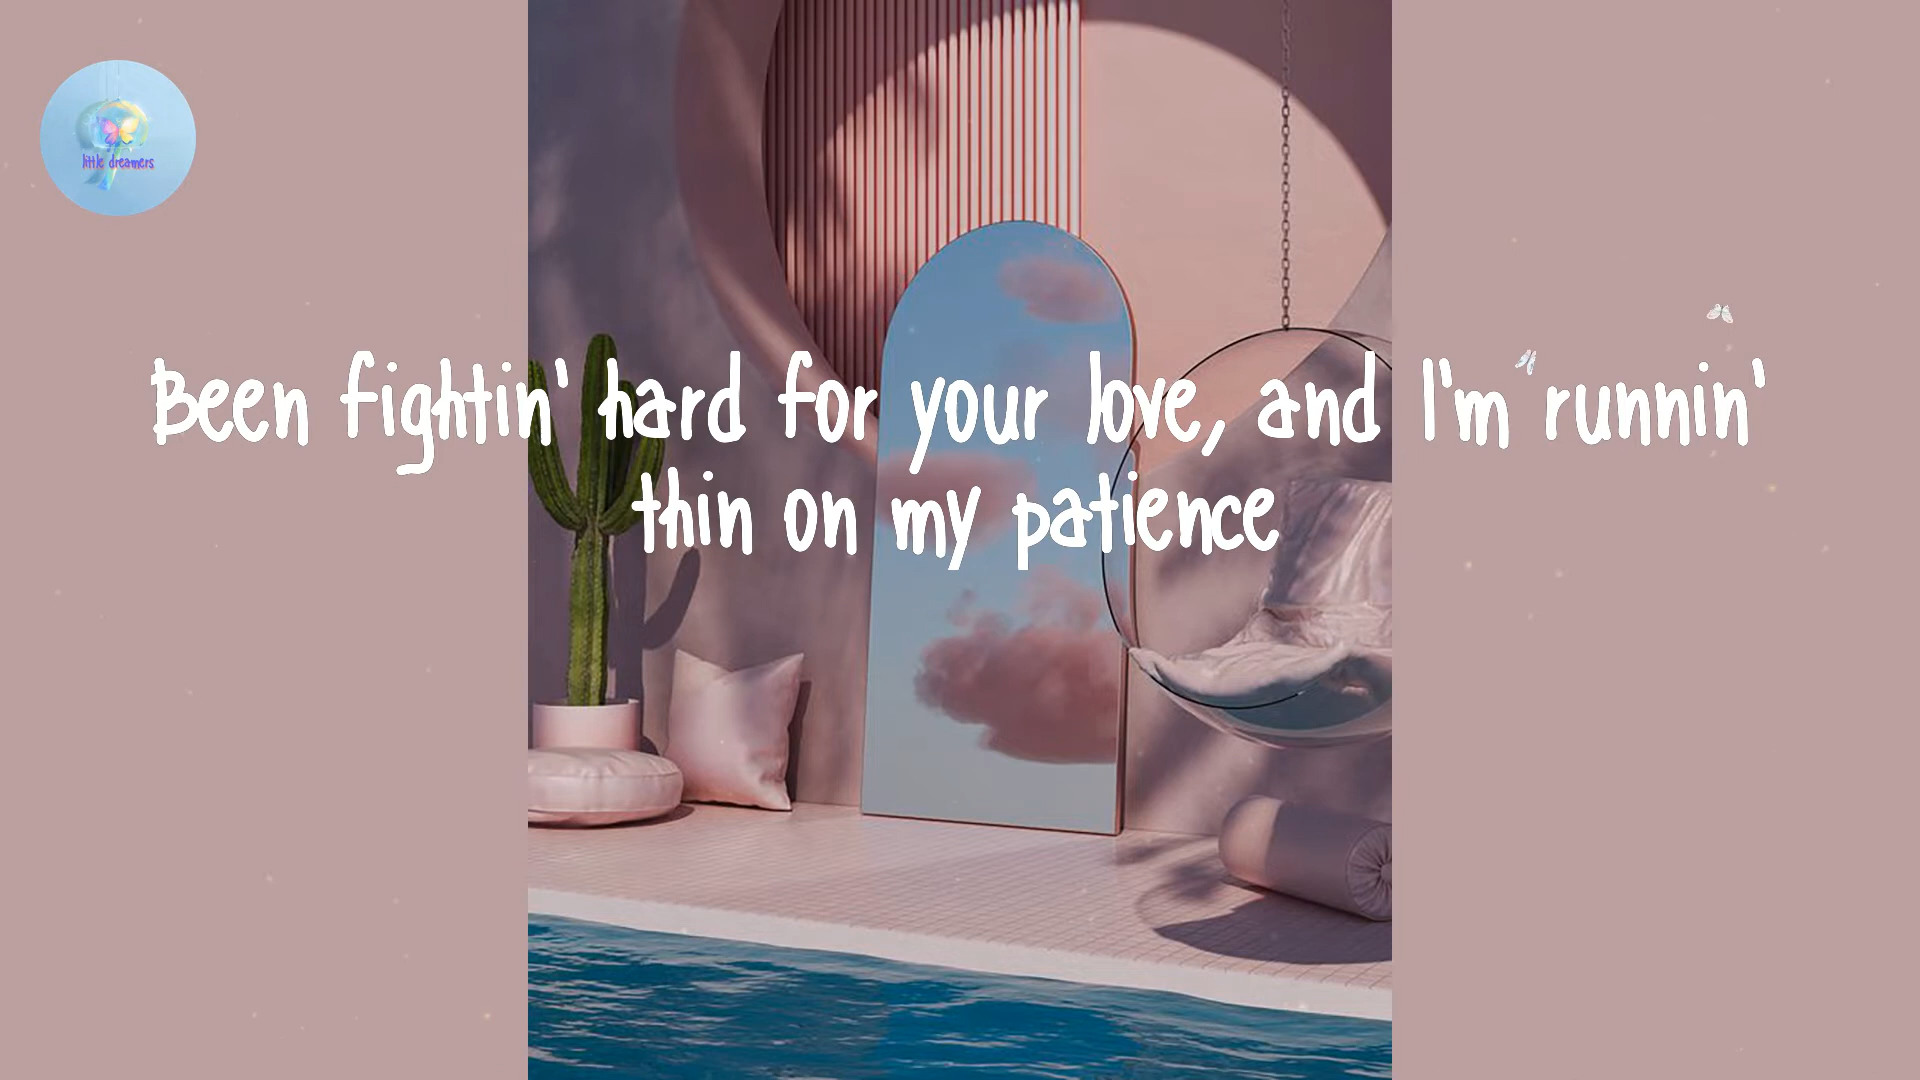 little dreamers
Been fightin' hard for your love, and I'm runnin'
thin on my patience